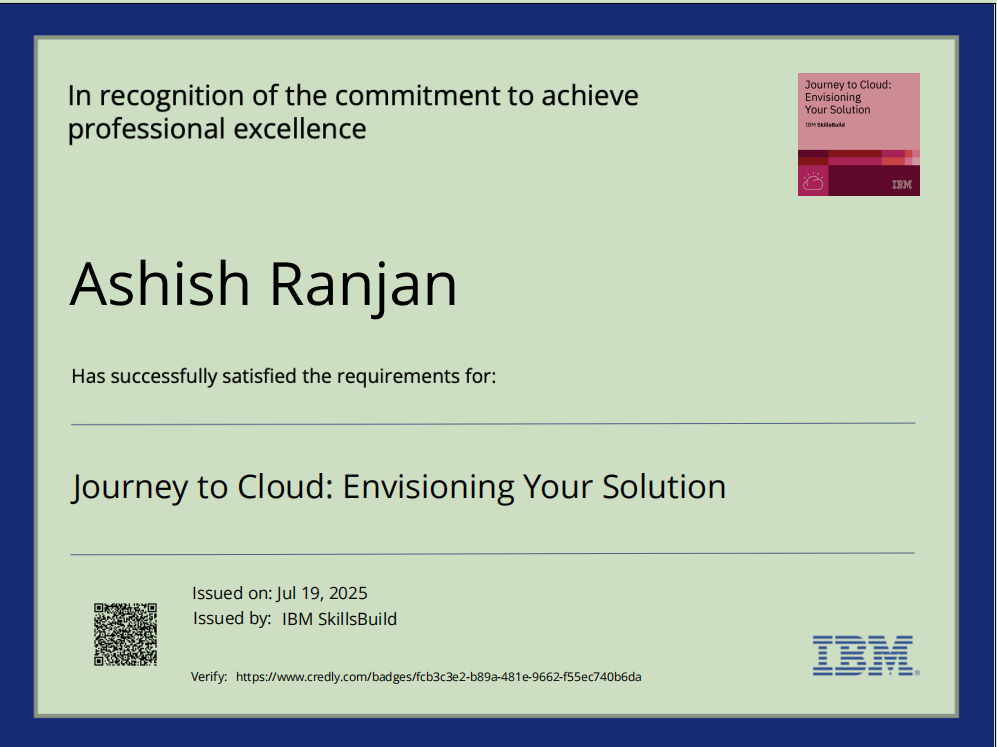 In recognition of the commitment to achieve
professional excellence
Journey to Cloud:
Envisioning
Your Solution
IBM SkillsBuild
IBM
Ashish Ranjan
Has successfully satisfied the requirements for:
Journey to Cloud: Envisioning Your Solution
Issued on: Jul 19, 2025
Issued by: IBM SkillsBuild
IBM®
Verify: https://www.credly.com/badges/fcb3c3e2-b89a-481e-9662-f55ec740b6da